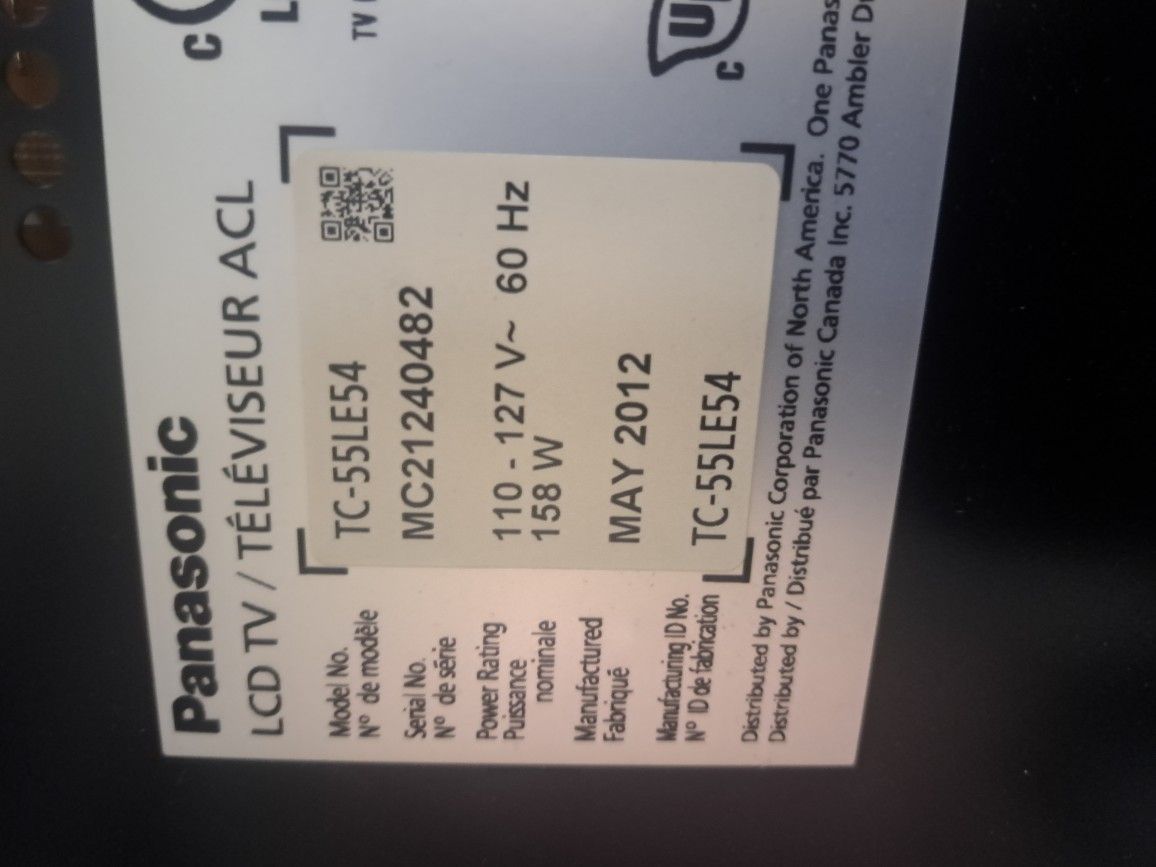 Panasonic
LCD TV / TÉLÉVISEUR ACL
Model No. TC-55LE54
N° de modèle
Serial No. MC21240482
N° de série
Power Rating 110 - 127 V~ 60 Hz
Puissance nominale 158 W
Manufactured MAY 2012
Fabriqué
Manufacturing ID No. TC-55LE54
N° ID de fabrication
Distributed by Panasonic Corporation of North America. One
Distributed by / Distribué par Panasonic Canada Inc. 5770 Ambler
C
TV
C